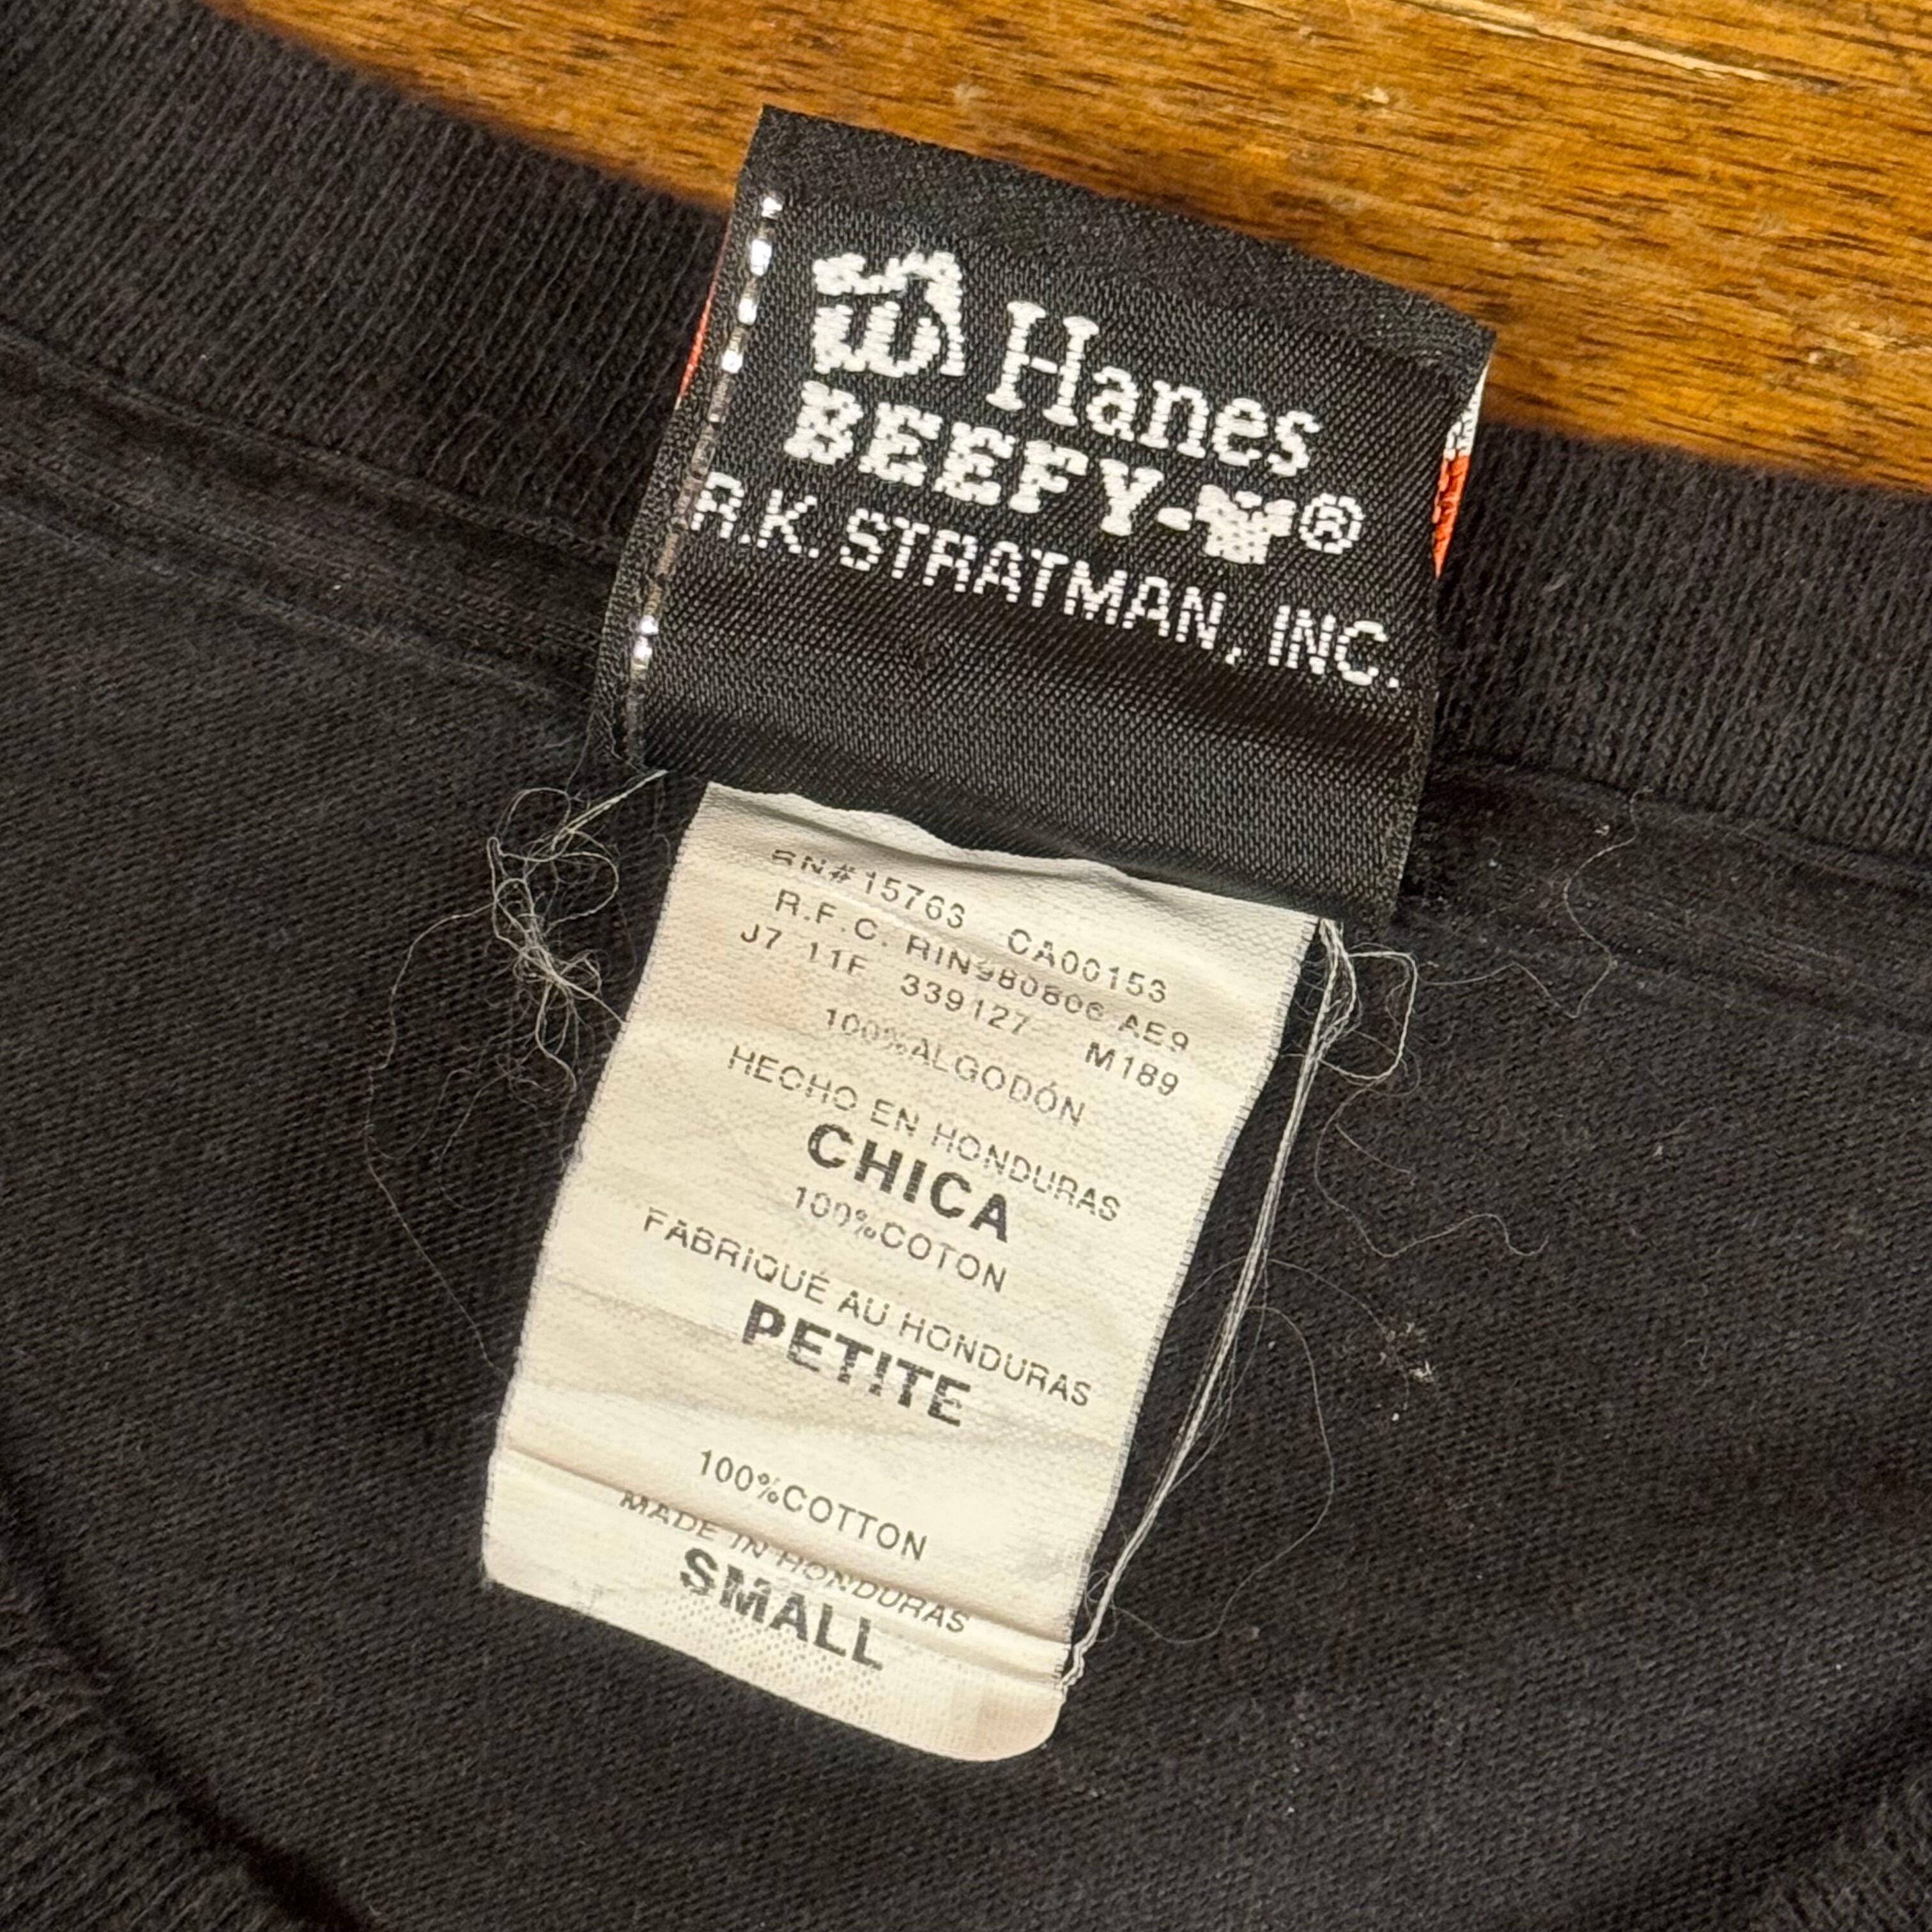 Hanes
BEEFY-T®
R.K. STRATMAN, INC.
RN#15763 CA00153
R.F.C. RIN980806 AE9
J7 11F 339127 M189
100%ALGODÓN
HECHO EN HONDURAS
CHICA
100%COTON
FABRIQUÉ AU HONDURAS
PETITE
100%COTTON
MADE IN HONDURAS
SMALL